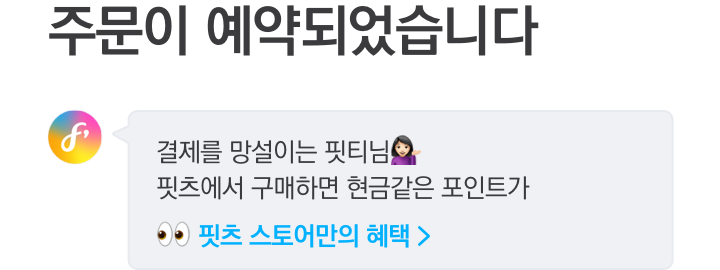 주문이 예약되었습니다
결제를 망설이는 핏티님💁🏻‍♀️
핏츠에서 구매하면 현금같은 포인트가
👀 핏츠 스토어만의 혜택 >